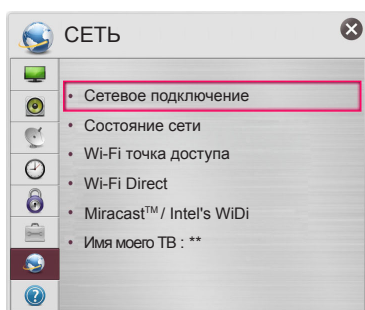 СЕТЬ
• Сетевое подключение
• Состояние сети
• Wi-Fi точка доступа
• Wi-Fi Direct
• Miracast™ / Intel's WiDi
• Имя моего ТВ : **